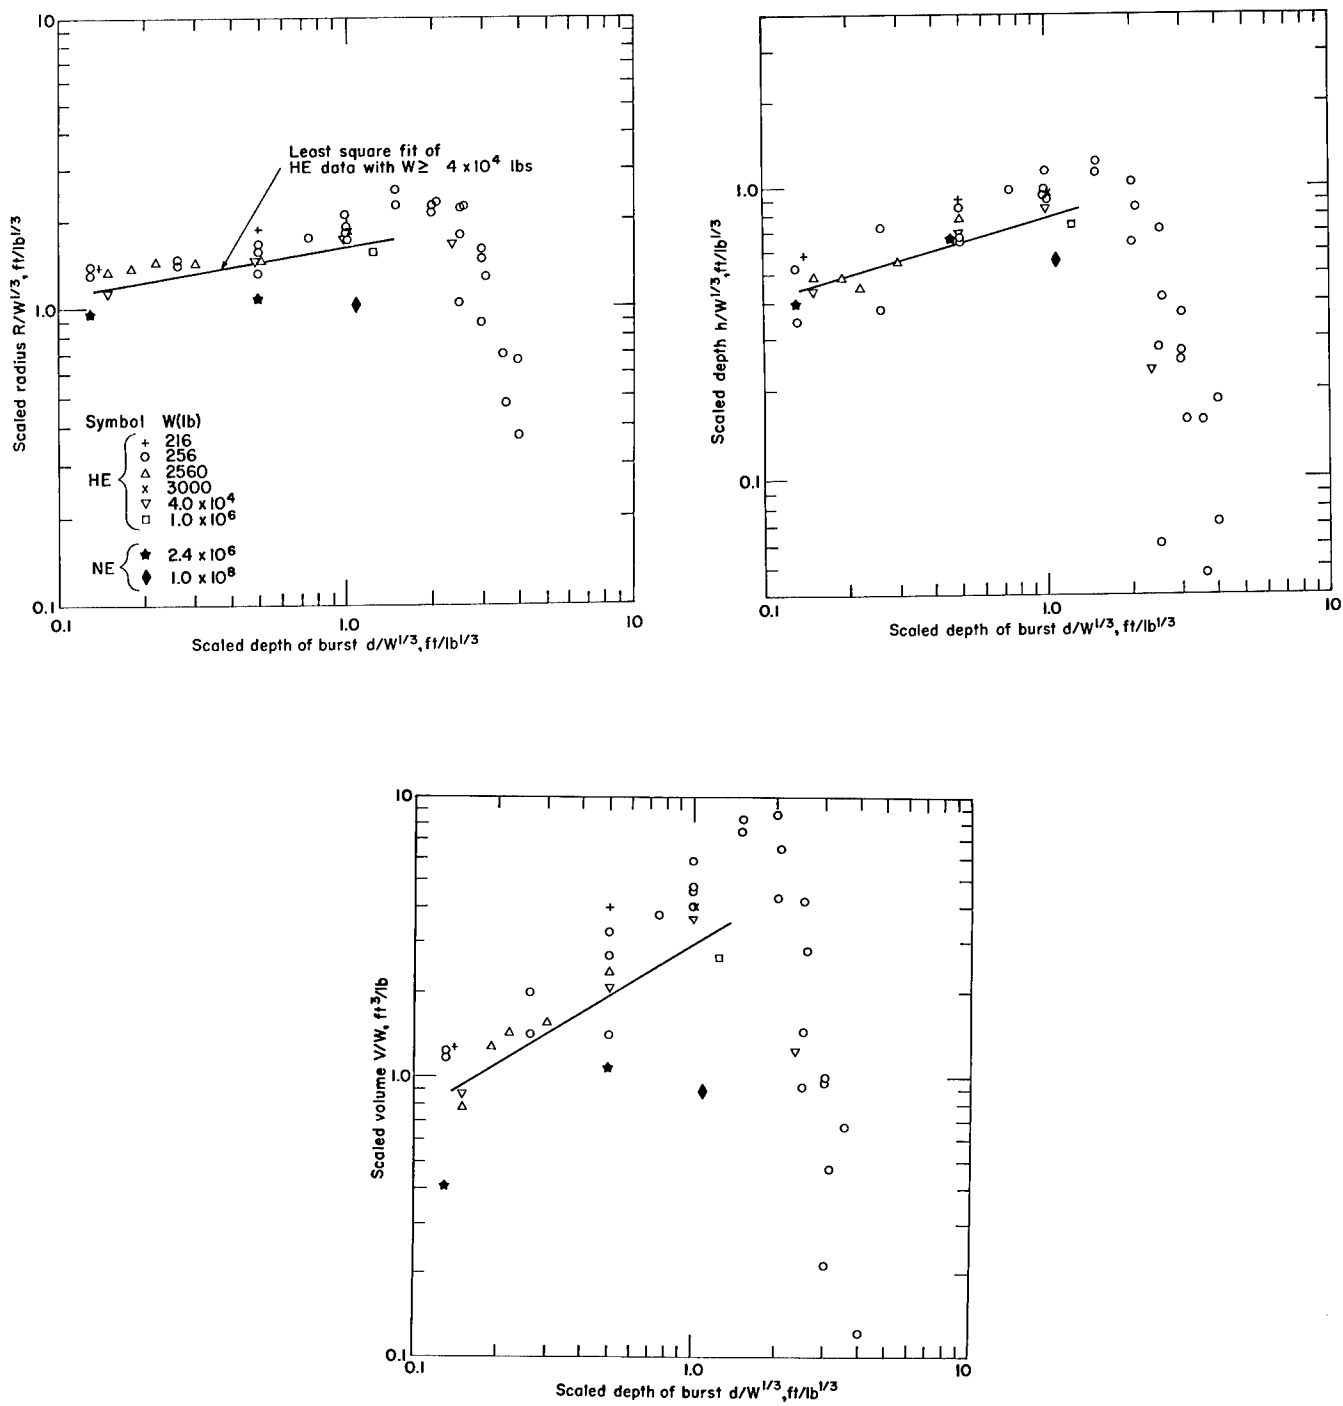 10
Least square fit of
HE data with W≥ 4 x 10⁴ lbs
Scaled radius R/W^1/3, ft/lb^1/3
1.0
Symbol W(lb)
HE
+ 216
○ 256
△ 2560
x 3000
▽ 4.0 x 10⁴
□ 1.0 x 10⁶
NE
★ 2.4 x 10⁶
♦ 1.0 x 10⁸
0.1
0.1 1.0 10
Scaled depth of burst d/W^1/3, ft/lb^1/3
1.0
Scaled depth h/W^1/3, ft/lb^1/3
0.1
0.1 1.0 10
Scaled depth of burst d/W^1/3, ft/lb^1/3
10
Scaled volume V/W, ft³/lb
1.0
0.1
0.1 1.0 10
Scaled depth of burst d/W^1/3, ft/lb^1/3